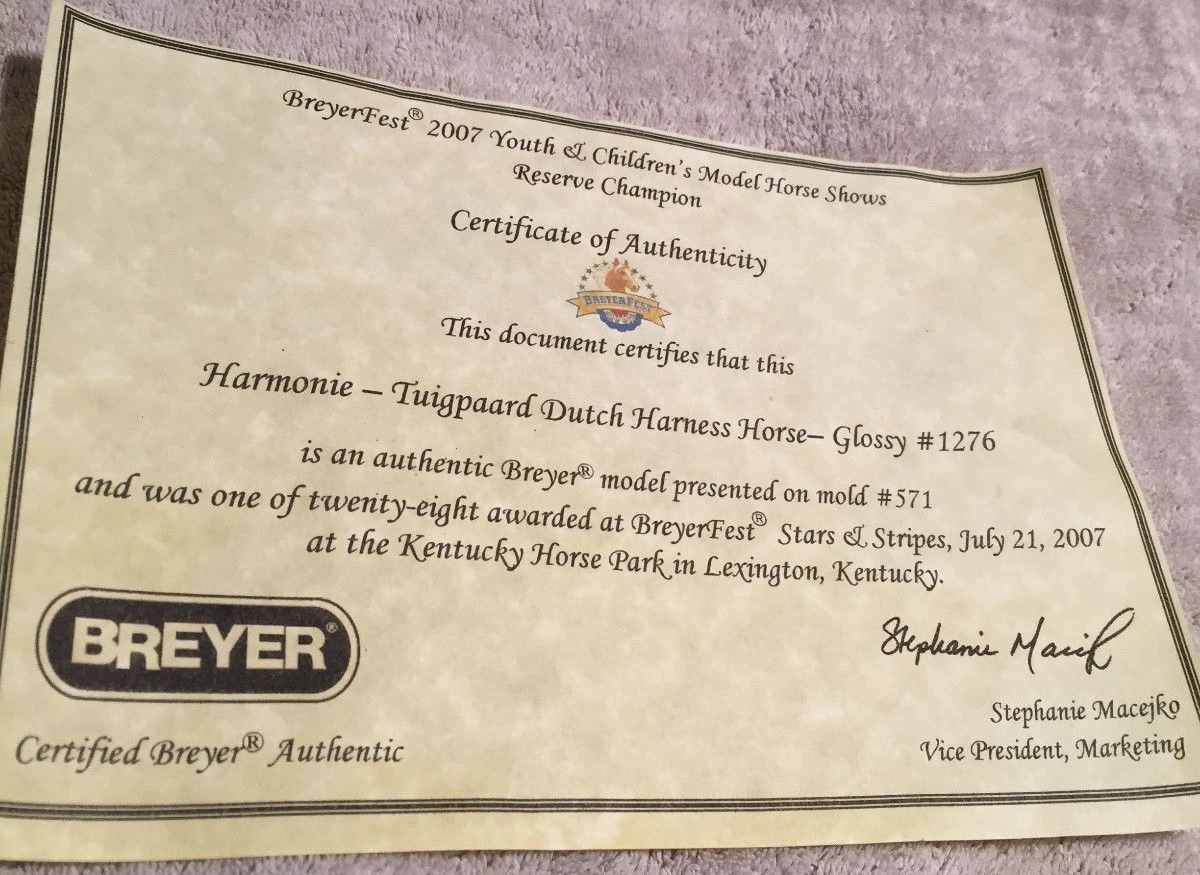 BreyerFest® 2007 Youth & Children's Model Horse Shows
Reserve Champion
Certificate of Authenticity
BREYERFEST
This document certifies that this
Harmonie – Tuigpaard Dutch Harness Horse– Glossy #1276
is an authentic Breyer® model presented on mold #571
and was one of twenty-eight awarded at BreyerFest® Stars & Stripes, July 21, 2007
at the Kentucky Horse Park in Lexington, Kentucky.
BREYER®
Certified Breyer® Authentic
Stephanie Macejko
Stephanie Macejko
Vice President, Marketing